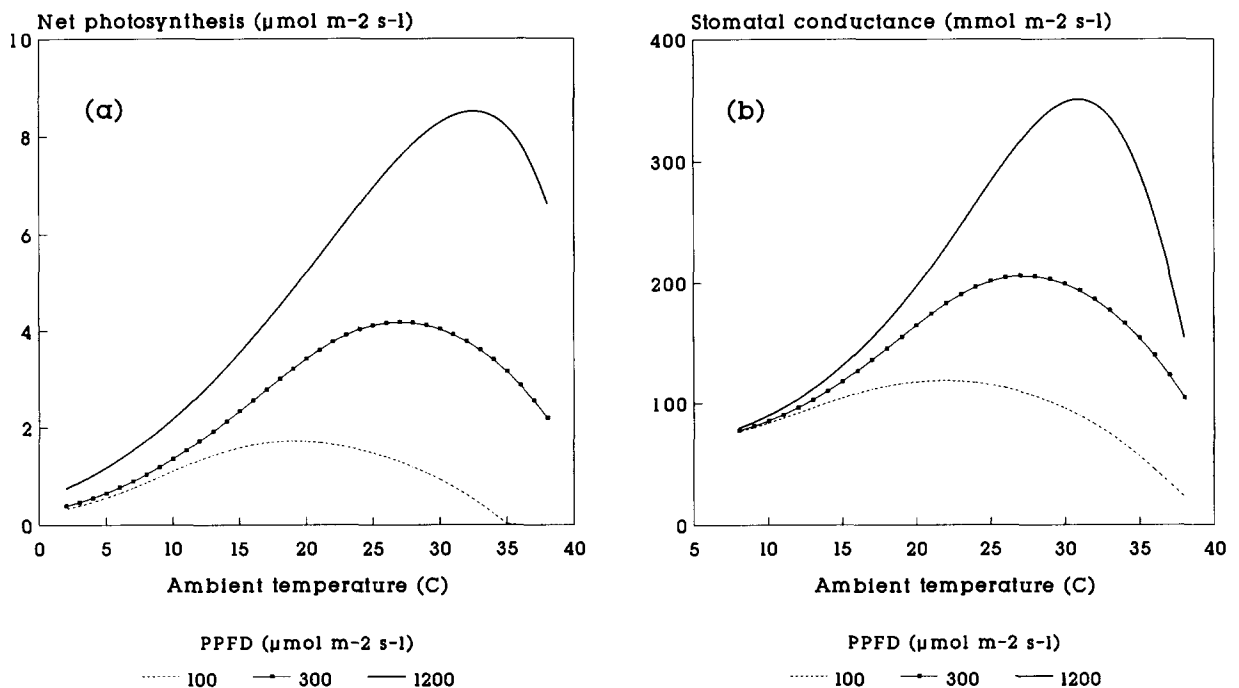 Net photosynthesis (µmol m-2 s-1)
10
8
6
4
2
0
(a)
0 5 10 15 20 25 30 35 40
Ambient temperature (C)
PPFD (µmol m-2 s-1)
100 300 1200
Stomatal conductance (mmol m-2 s-1)
400
300
200
100
0
(b)
5 10 15 20 25 30 35 40
Ambient temperature (C)
PPFD (µmol m-2 s-1)
100 300 1200